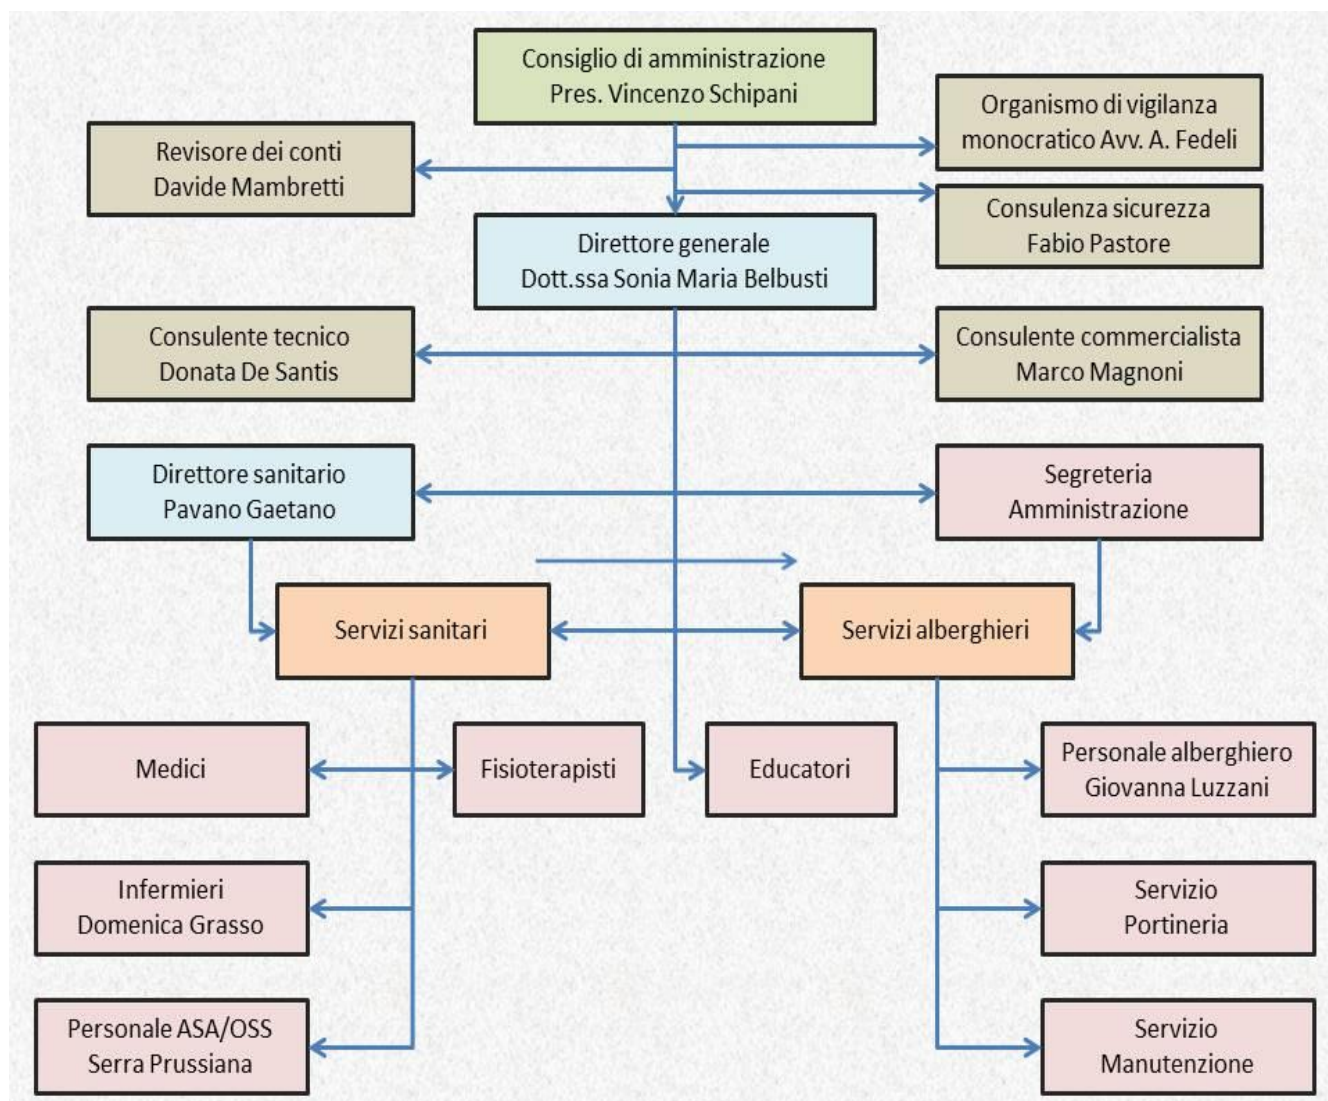 Consiglio di amministrazione
Pres. Vincenzo Schipani
Organismo di vigilanza
monocratico Avv. A. Fedeli
Revisore dei conti
Davide Mambretti
Consulenza sicurezza
Fabio Pastore
Direttore generale
Dott.ssa Sonia Maria Belbusti
Consulente tecnico
Donata De Santis
Consulente commercialista
Marco Magnoni
Direttore sanitario
Pavano Gaetano
Segreteria
Amministrazione
Servizi sanitari
Servizi alberghieri
Medici
Fisioterapisti
Educatori
Personale alberghiero
Giovanna Luzzani
Infermieri
Domenica Grasso
Servizio
Portineria
Personale ASA/OSS
Serra Prussiana
Servizio
Manutenzione